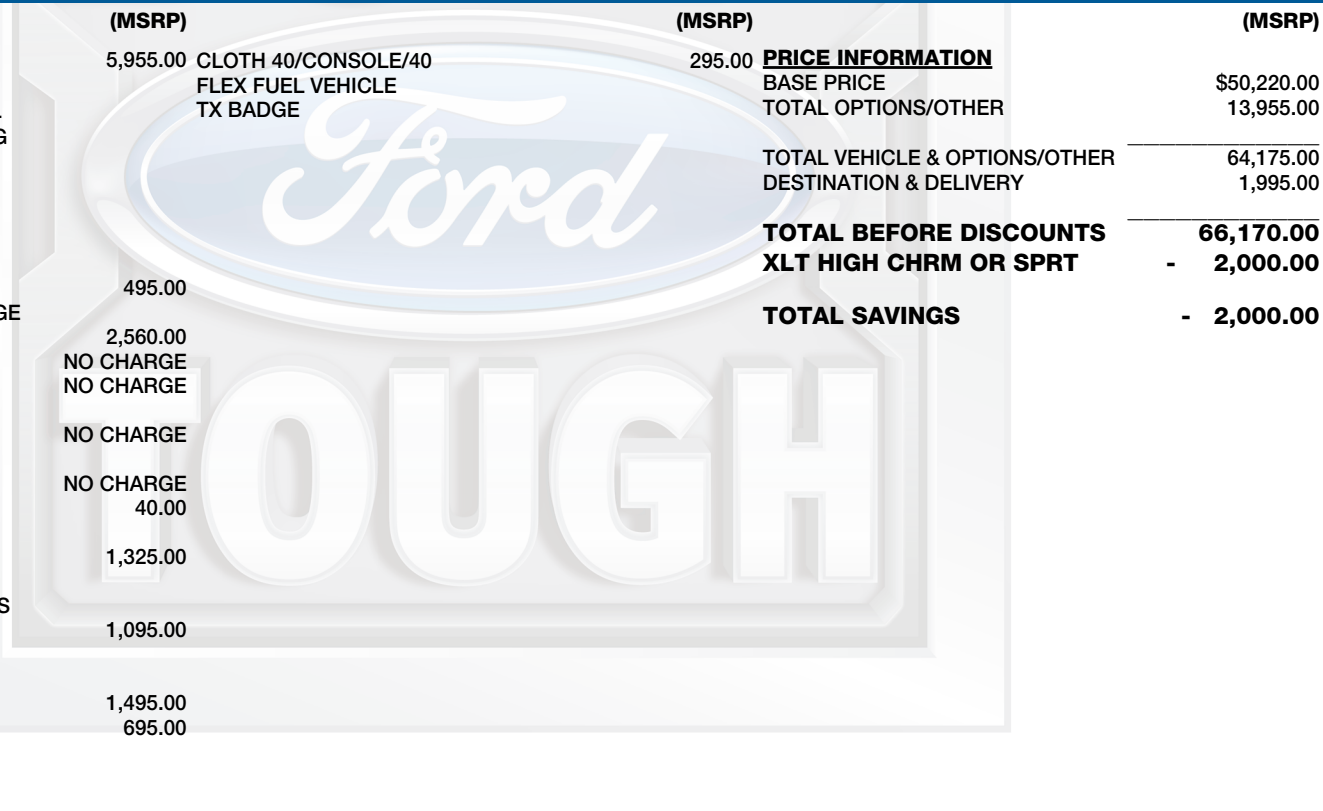 (MSRP) (MSRP) (MSRP)
5,955.00 CLOTH 40/CONSOLE/40 295.00 PRICE INFORMATION
FLEX FUEL VEHICLE BASE PRICE $50,220.00
TX BADGE TOTAL OPTIONS/OTHER 13,955.00
G
TOTAL VEHICLE & OPTIONS/OTHER 64,175.00
DESTINATION & DELIVERY 1,995.00
Ford
TOTAL BEFORE DISCOUNTS 66,170.00
XLT HIGH CHRM OR SPRT - 2,000.00
495.00
GE
TOTAL SAVINGS - 2,000.00
2,560.00
NO CHARGE
NO CHARGE
NO CHARGE
TOUGH
NO CHARGE
40.00
1,325.00
S
1,095.00
1,495.00
695.00